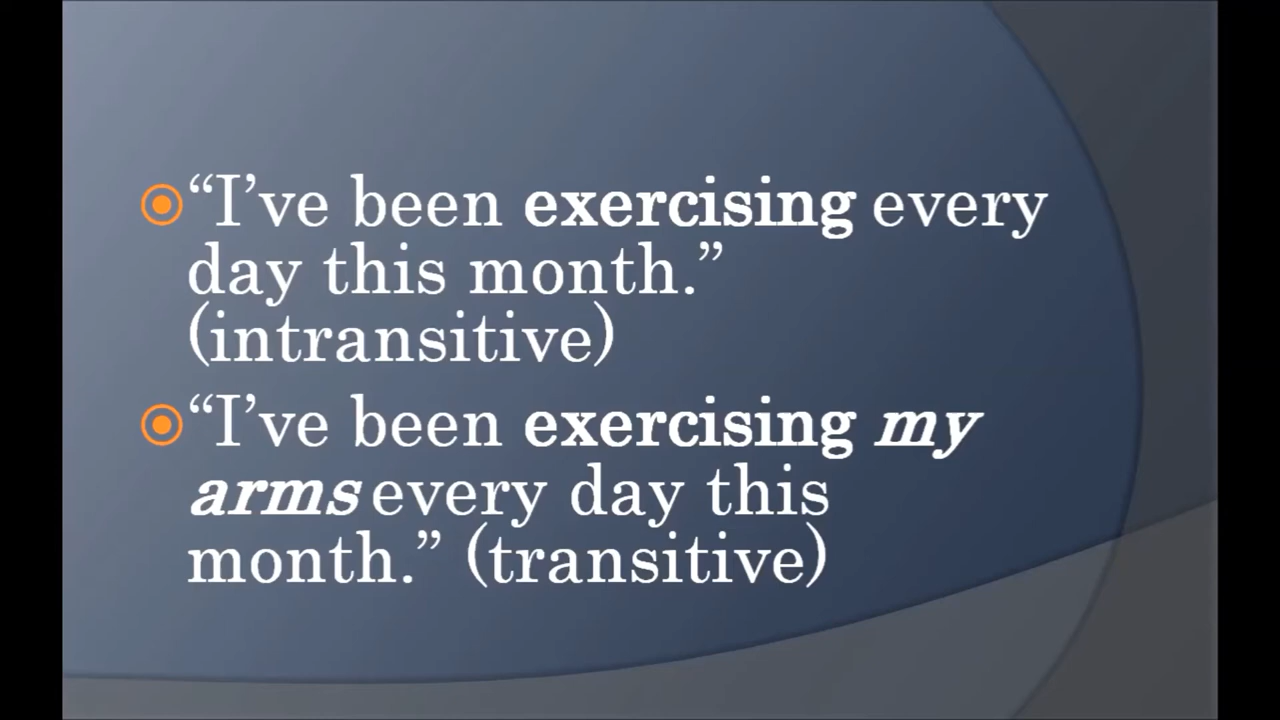 “I’ve been exercising every
day this month.”
(intransitive)
“I’ve been exercising my
arms every day this
month.” (transitive)